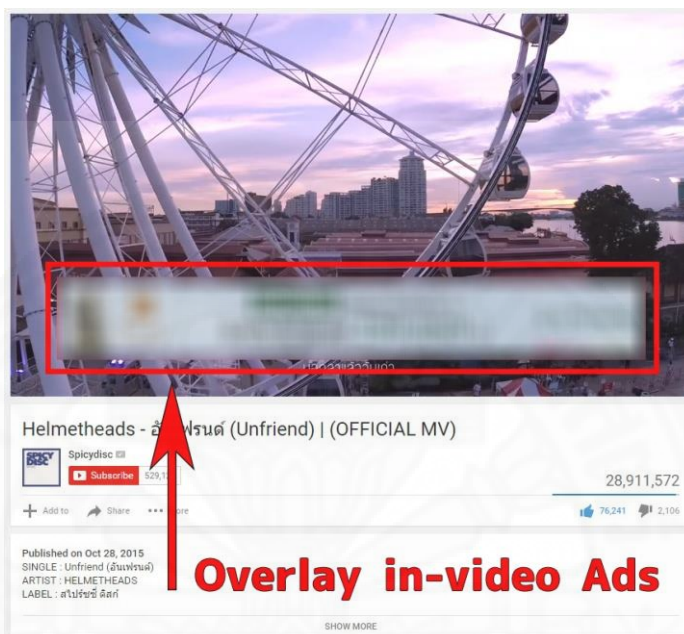 Helmetheads - อันเฟรนด์ (Unfriend) | (OFFICIAL MV)
SPICY
DISC
Spicydisc
Subscribe
28,911,572
Add to Share More
76,241 2,106
Published on Oct 28, 2015
SINGLE : Unfriend (อันเฟรนด์)
ARTIST : HELMETHEADS
LABEL : สไปร์ซซี่ ดิสก์
Overlay in-video Ads
SHOW MORE